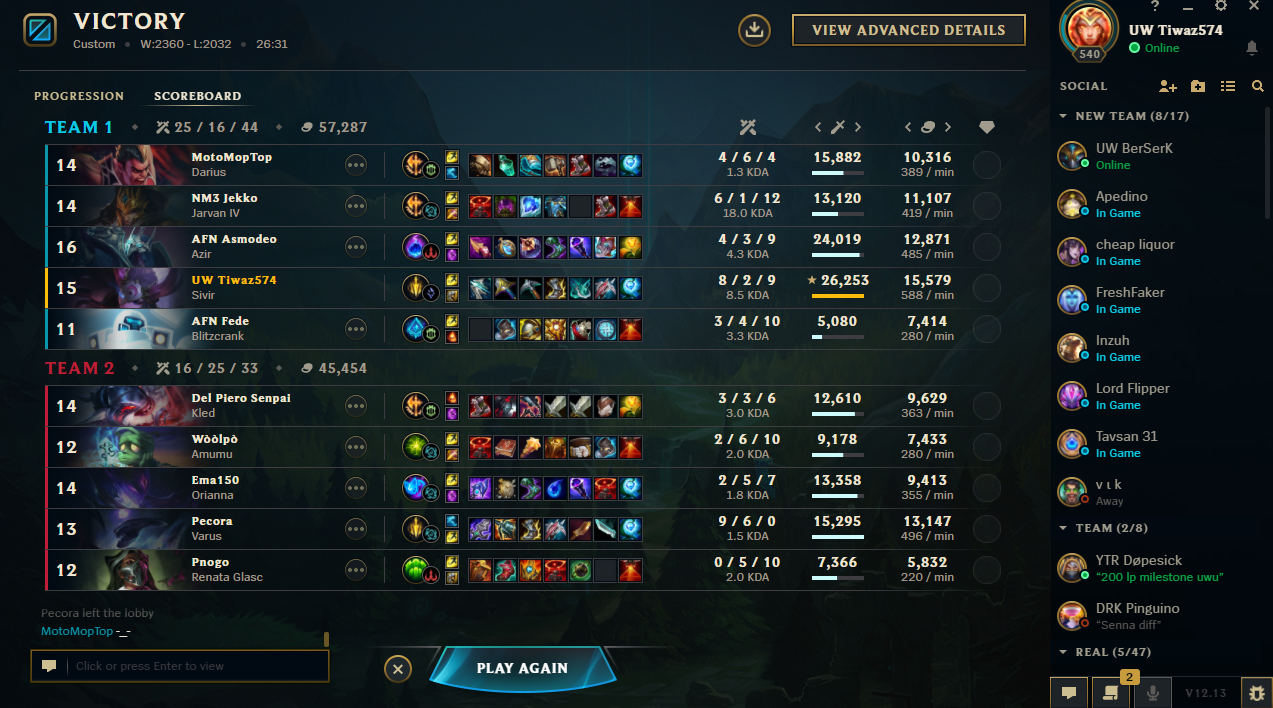 VICTORY
Custom • W:2360 - L:2032 • 26:31
VIEW ADVANCED DETAILS
PROGRESSION SCOREBOARD
TEAM 1 25 / 16 / 44 57,287
14 MotoMopTop 4 / 6 / 4 15,882 10,316
Darius 1.3 KDA 389 / min
14 NM3 Jekko 6 / 1 / 12 13,120 11,107
Jarvan IV 18.0 KDA 419 / min
16 AFN Asmodeo 4 / 3 / 9 24,019 12,871
Azir 4.3 KDA 485 / min
15 UW Tiwaz574 8 / 2 / 9 26,253 15,579
Sivir 8.5 KDA 588 / min
11 AFN Fede 3 / 4 / 10 5,080 7,414
Blitzcrank 3.3 KDA 280 / min
TEAM 2 16 / 25 / 33 45,454
14 Del Piero Senpai 3 / 3 / 6 12,610 9,629
Kled 3.0 KDA 363 / min
12 Wòòlpò 2 / 6 / 10 9,178 7,433
Amumu 2.0 KDA 280 / min
14 Ema150 2 / 5 / 7 13,358 9,413
Orianna 1.8 KDA 355 / min
13 Pecora 9 / 6 / 0 15,295 13,147
Varus 1.5 KDA 496 / min
12 Pnogo 0 / 5 / 10 7,366 5,832
Renata Glasc 2.0 KDA 220 / min
Pecora left the lobby
MotoMopTop -_-
Click or press Enter to view
PLAY AGAIN
?
540
UW Tiwaz574
Online
SOCIAL
NEW TEAM (8/17)
UW BerSerK
Online
Apedino
In Game
cheap liquor
In Game
FreshFaker
In Game
Inzuh
In Game
Lord Flipper
In Game
Tavsan 31
In Game
v ι k
Away
TEAM (2/8)
YTR Døpesick
“200 lp milestone uwu”
DRK Pinguino
“Senna diff”
REAL (5/47)
2
V12.13